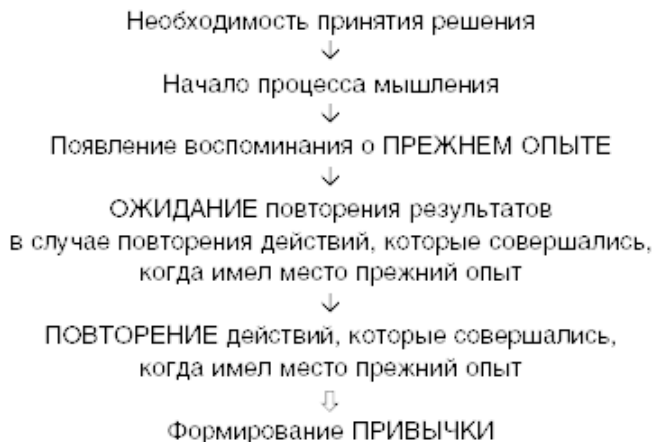 Необходимость принятия решения
↓
Начало процесса мышления
↓
Появление воспоминания о ПРЕЖНЕМ ОПЫТЕ
↓
ОЖИДАНИЕ повторения результатов
в случае повторения действий, которые совершались,
когда имел место прежний опыт
↓
ПОВТОРЕНИЕ действий, которые совершались,
когда имел место прежний опыт
⇩
Формирование ПРИВЫЧКИ